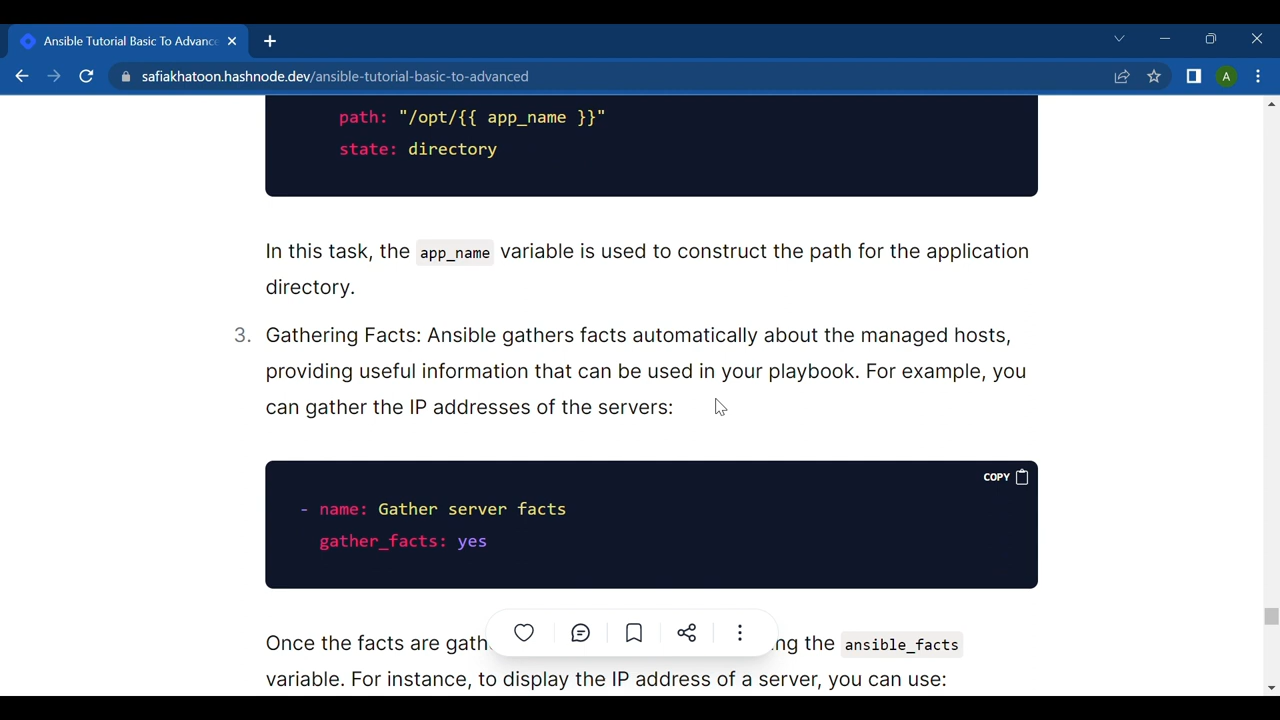 Ansible Tutorial Basic To Advance
safiakhatoon.hashnode.dev/ansible-tutorial-basic-to-advanced
A
path: "/opt/{{ app_name }}"
state: directory
In this task, the app_name variable is used to construct the path for the application
directory.
3. Gathering Facts: Ansible gathers facts automatically about the managed hosts,
providing useful information that can be used in your playbook. For example, you
can gather the IP addresses of the servers:
COPY
- name: Gather server facts
gather_facts: yes
Once the facts are gath ng the ansible_facts
variable. For instance, to display the IP address of a server, you can use: